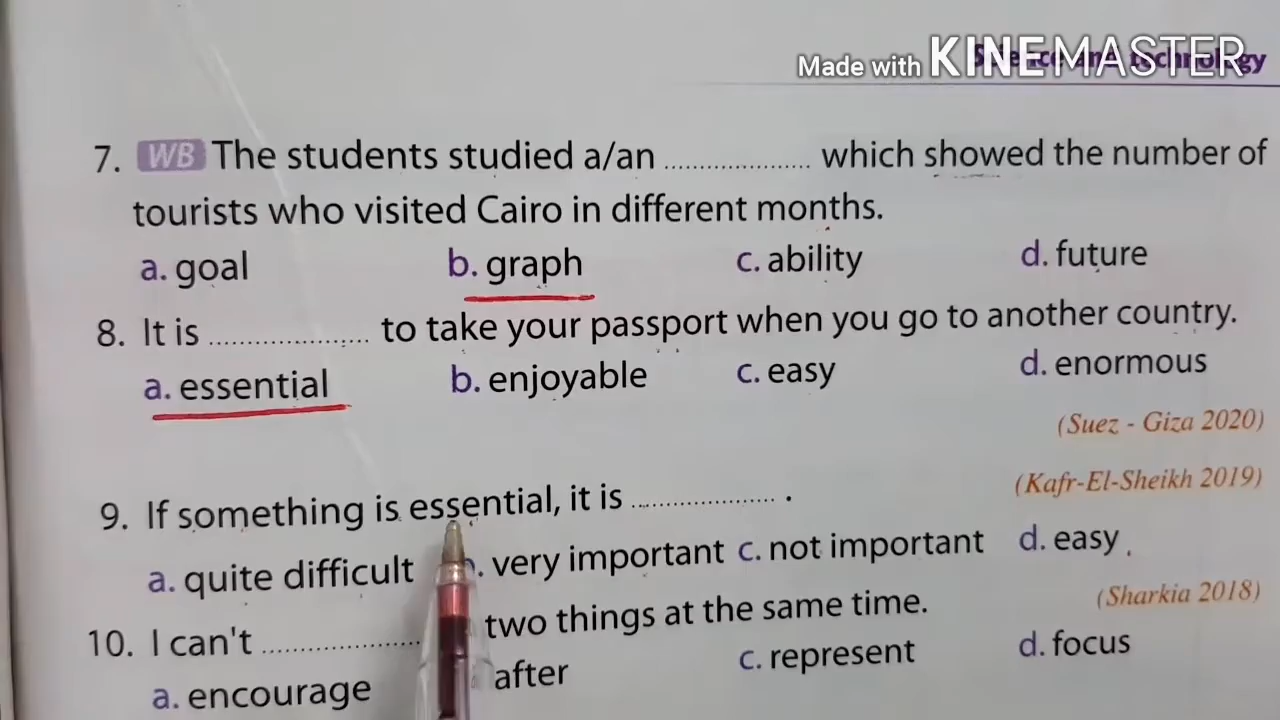 Made with KINEMASTER
Science and technology
7. WB The students studied a/an .................... which showed the number of
tourists who visited Cairo in different months.
a. goal b. graph c. ability d. future
8. It is .................... to take your passport when you go to another country.
a. essential b. enjoyable c. easy d. enormous
(Suez - Giza 2020)
9. If something is essential, it is .................... .
(Kafr-El-Sheikh 2019)
a. quite difficult b. very important c. not important d. easy
(Sharkia 2018)
10. I can't .................... two things at the same time.
a. encourage after c. represent d. focus